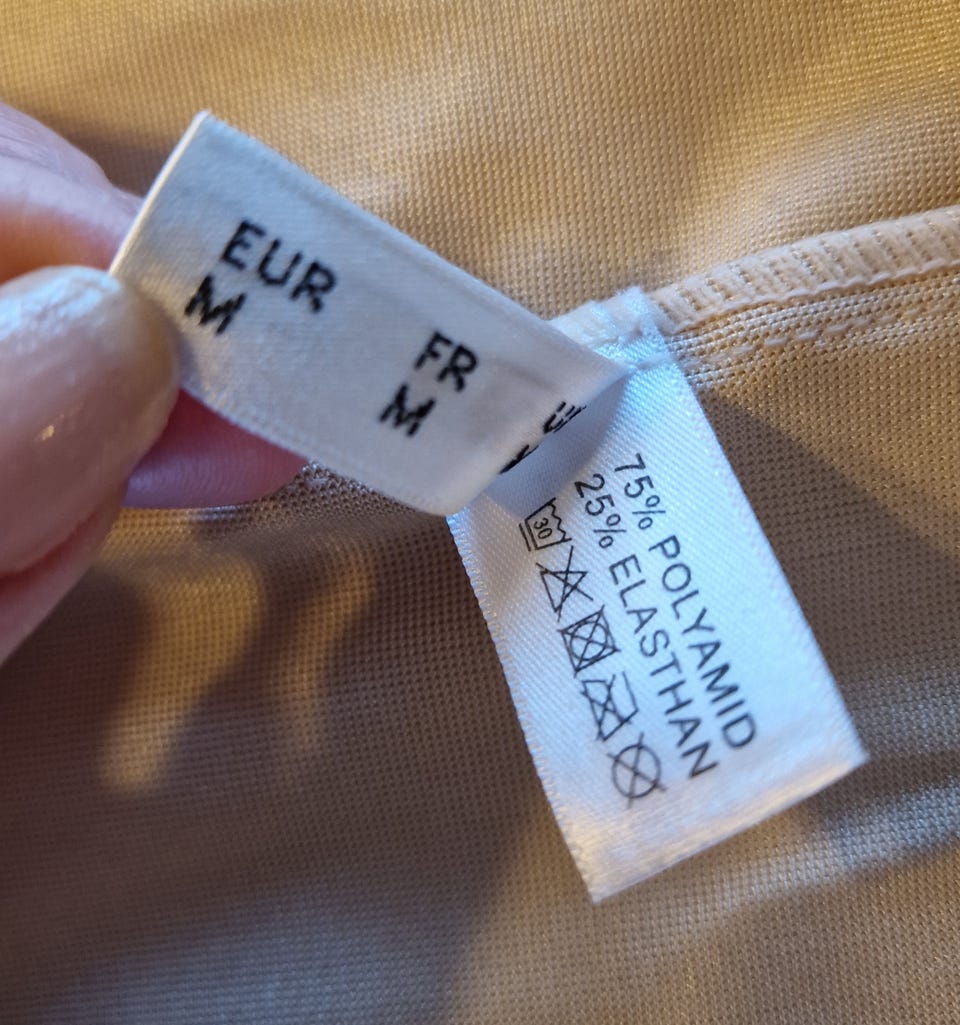 EUR
M
FR
M
75% POLYAMID
25% ELASTHAN
30